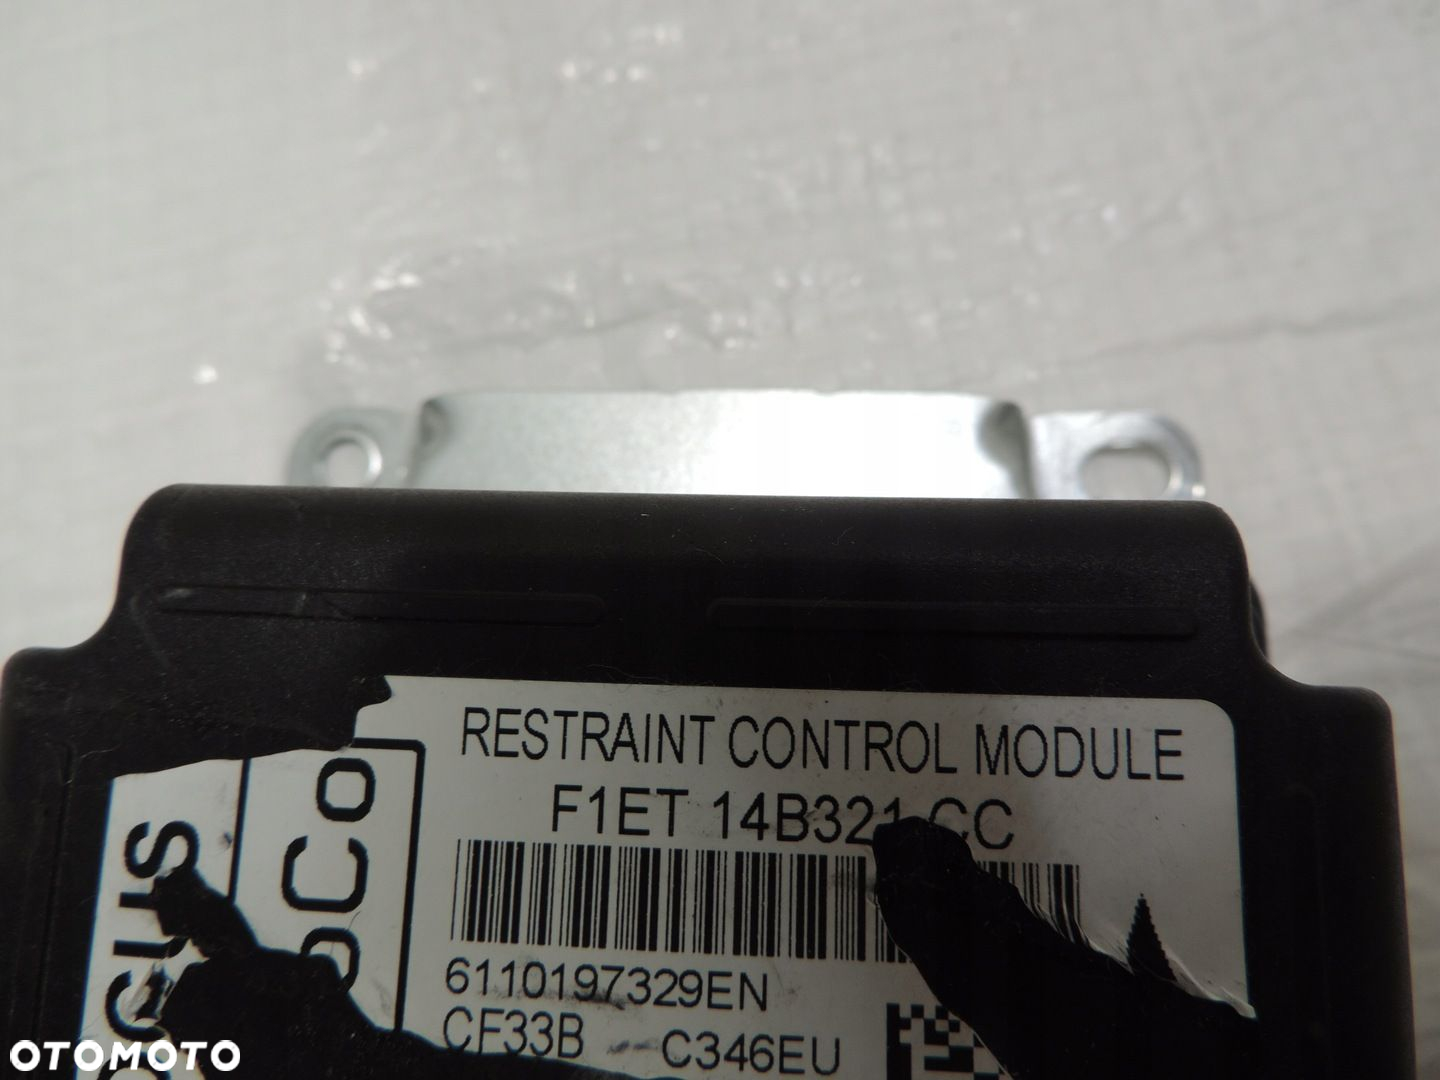 RESTRAINT CONTROL MODULE
F1ET 14B321 CC
6110197329EN
CF33B C346EU
OTOMOTO